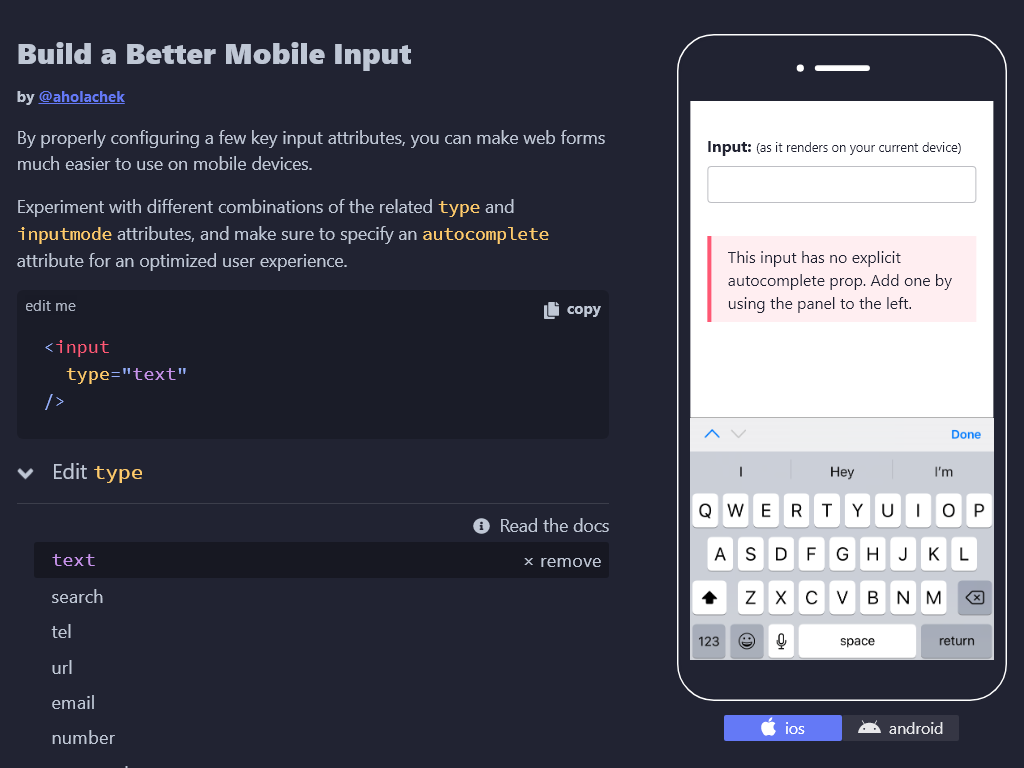 Build a Better Mobile Input
by @aholachek
By properly configuring a few key input attributes, you can make web forms
much easier to use on mobile devices.
Experiment with different combinations of the related type and
inputmode attributes, and make sure to specify an autocomplete
attribute for an optimized user experience.
edit me
copy
<input
type="text"
/>
Edit type
Read the docs
text
× remove
search
tel
url
email
number
Input: (as it renders on your current device)
This input has no explicit
autocomplete prop. Add one by
using the panel to the left.
Done
I Hey I'm
Q W E R T Y U I O P
A S D F G H J K L
Z X C V B N M
123 space return
ios android